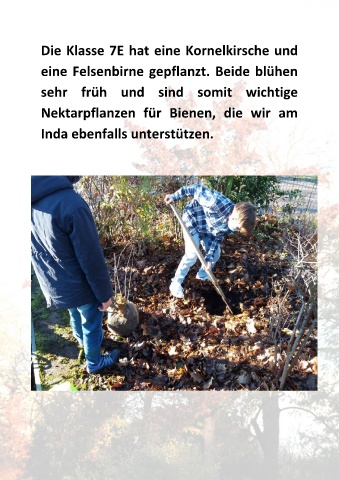 Die Klasse 7E hat eine Kornelkirsche und
eine Felsenbirne gepflanzt. Beide blühen
sehr früh und sind somit wichtige
Nektarpflanzen für Bienen, die wir am
Inda ebenfalls unterstützen.